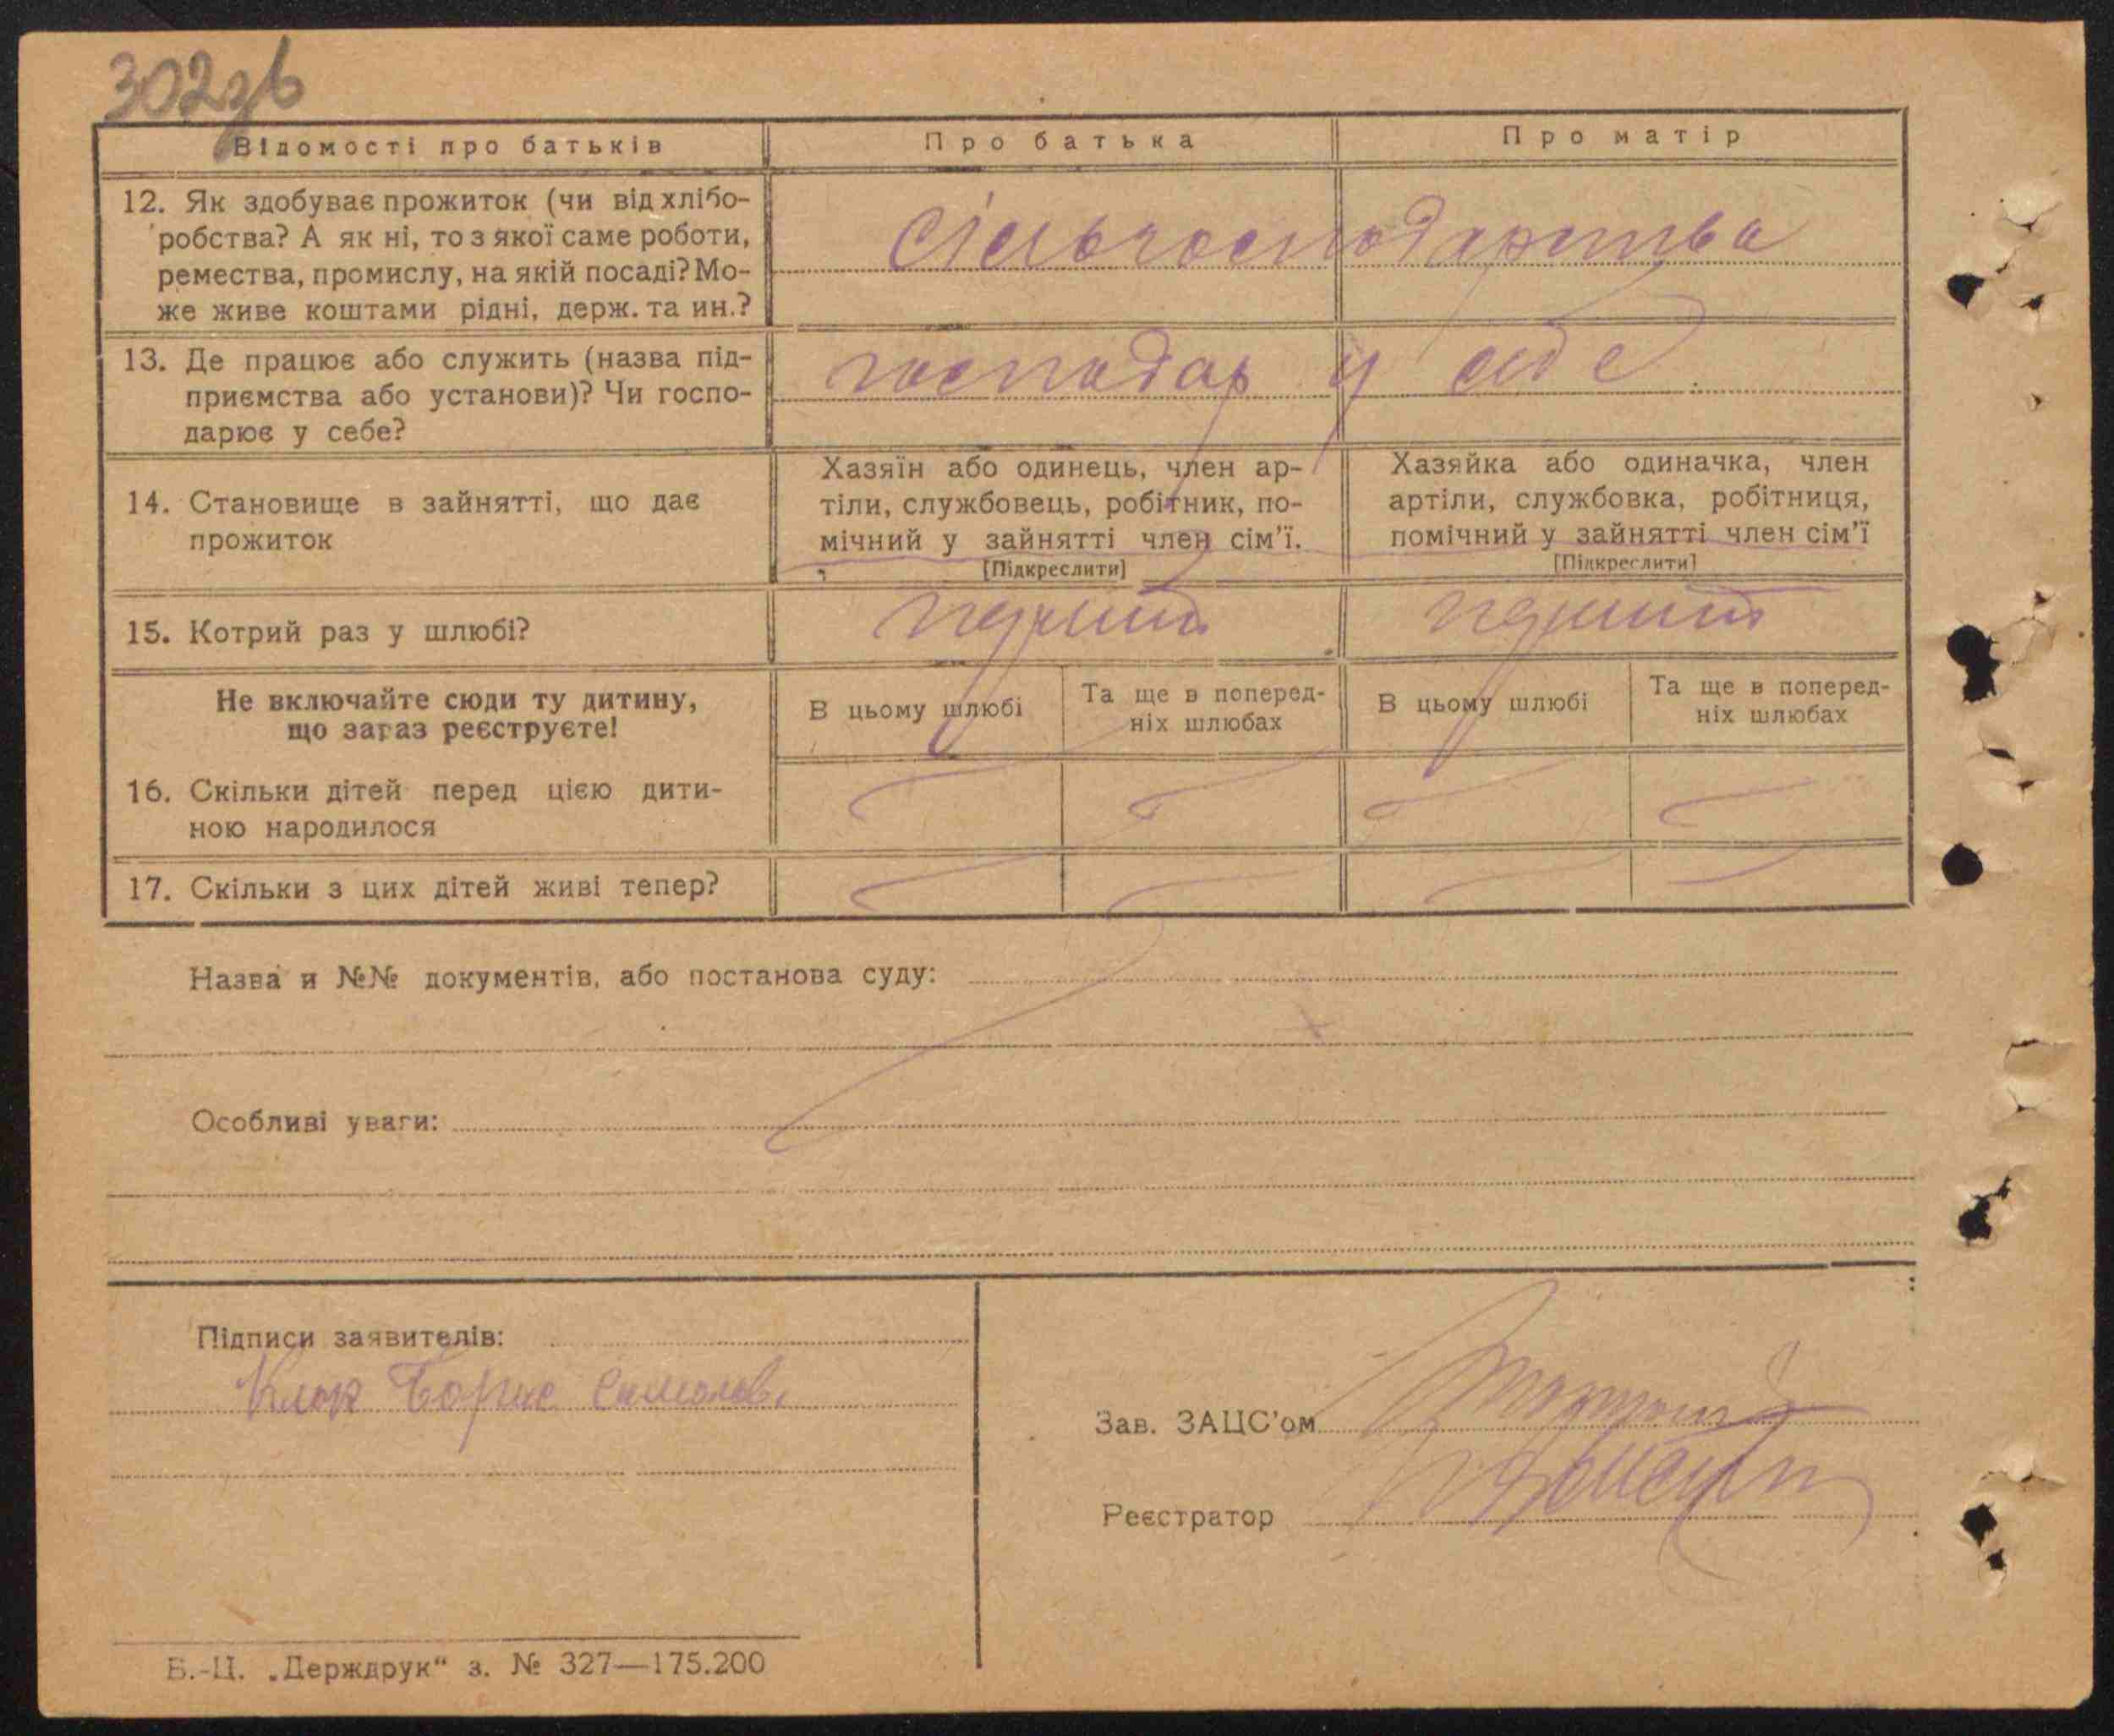 302зв
Відомості про батьків
Про батька
Про матір
12. Як здобуває прожиток (чи від хлібо-
робства? А як ні, то з якої саме роботи,
ремества, промислу, на якій посаді? Мо-
же живе коштами рідні, держ. та ин.?
сільгосподарства
13. Де працює або служить (назва під-
приємства або установи)? Чи госпо-
дарює у себе?
господар у себе
14. Становище в зайнятті, що дає
прожиток
Хазяїн або одинець, член ар-
тіли, службовець, робітник, по-
мічний у зайнятті член сім'ї.
[Підкреслити]
Хазяйка або одиначка, член
артіли, службовка, робітниця,
помічний у зайнятті член сім'ї
[Підкреслити]
15. Котрий раз у шлюбі?
Не включайте сюди ту дитину,
що зараз реєструєте!
В цьому шлюбі
Та ще в поперед-
ніх шлюбах
В цьому шлюбі
Та ще в поперед-
ніх шлюбах
16. Скільки дітей перед цією дити-
ною народилося
17. Скільки з цих дітей живі тепер?
Назва и №№ документів, або постанова суду:
Особливі уваги:
Підписи заявителів:
Борис
Зав. ЗАЦС'ом
Реєстратор
Б.-Ц. „Держдрук“ з. № 327—175.200